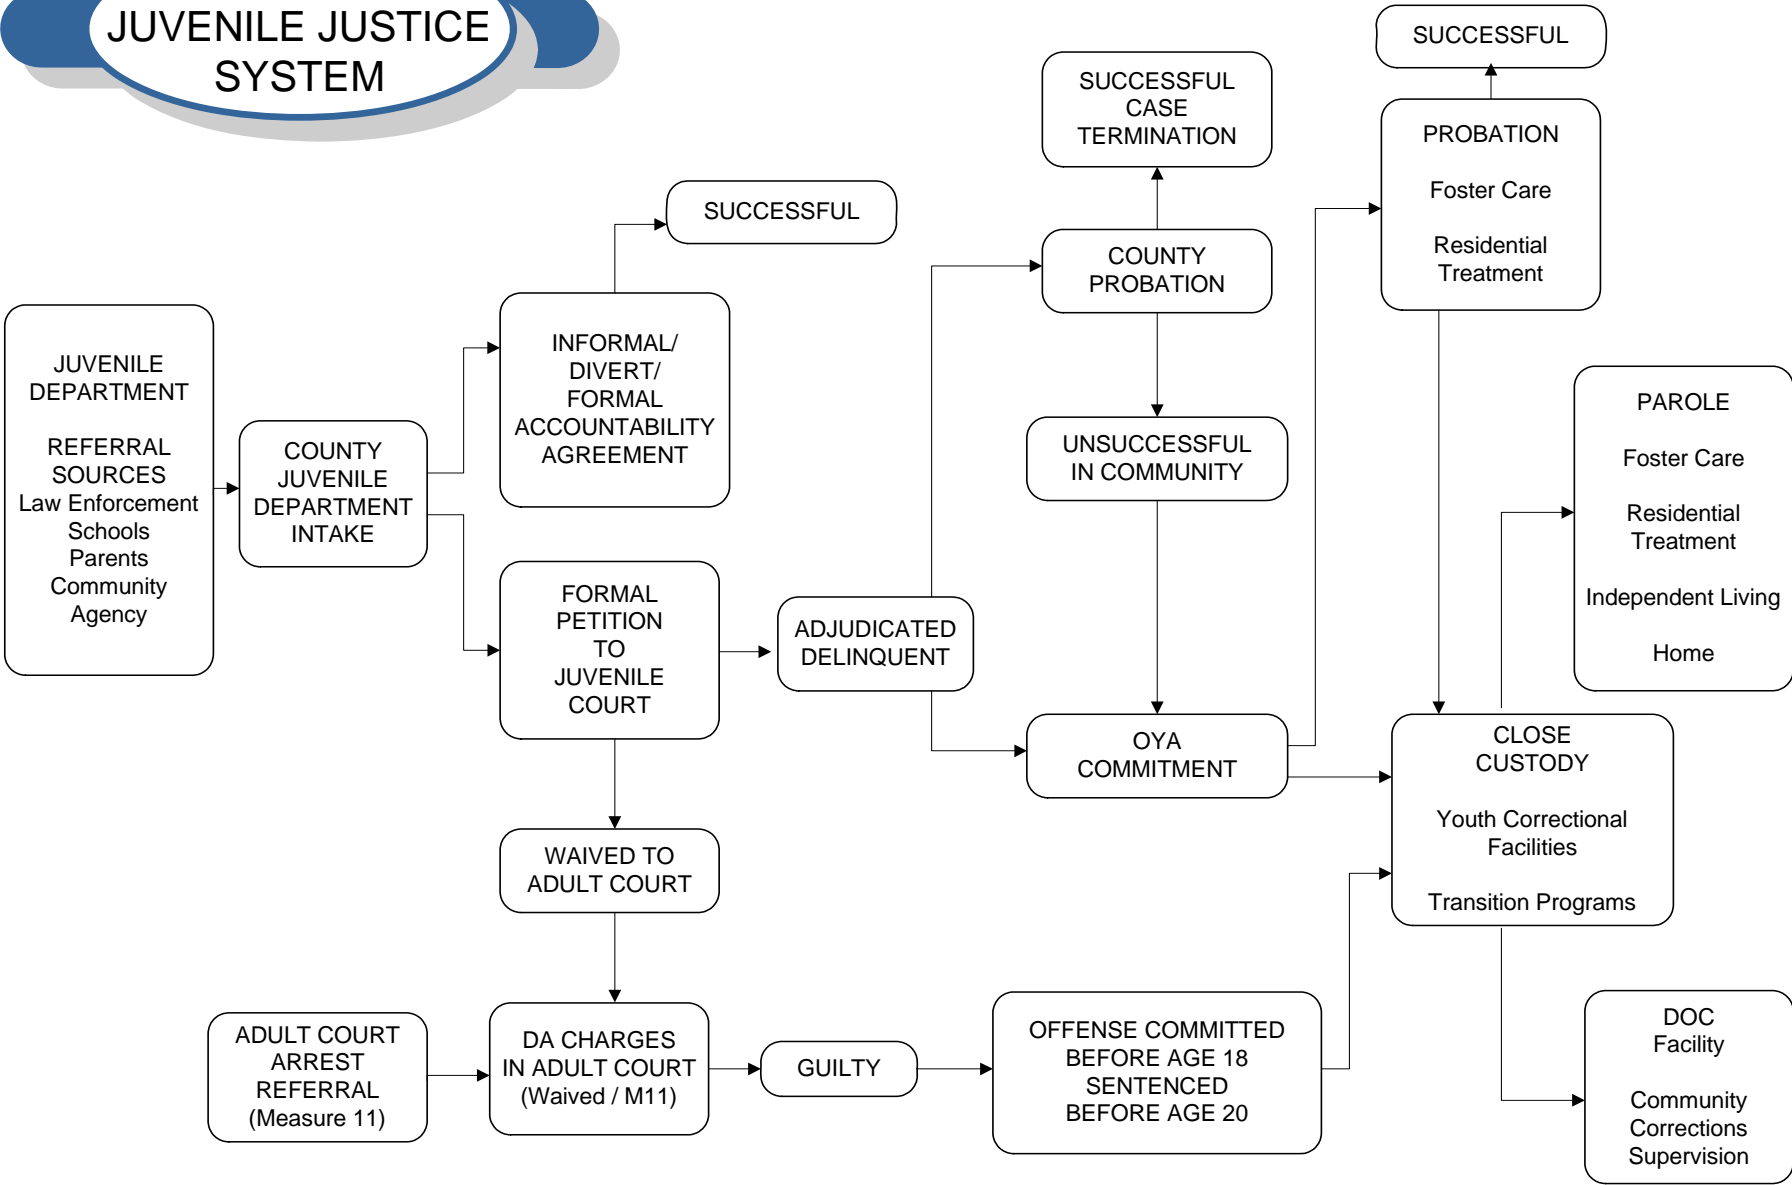 JUVENILE JUSTICE
SYSTEM
SUCCESSFUL
SUCCESSFUL
CASE
TERMINATION
PROBATION
Foster Care
Residential
Treatment
SUCCESSFUL
COUNTY
PROBATION
JUVENILE
DEPARTMENT
REFERRAL
SOURCES
Law Enforcement
Schools
Parents
Community
Agency
COUNTY
JUVENILE
DEPARTMENT
INTAKE
INFORMAL/
DIVERT/
FORMAL
ACCOUNTABILITY
AGREEMENT
UNSUCCESSFUL
IN COMMUNITY
PAROLE
Foster Care
Residential
Treatment
Independent Living
Home
FORMAL
PETITION
TO
JUVENILE
COURT
ADJUDICATED
DELINQUENT
OYA
COMMITMENT
CLOSE
CUSTODY
Youth Correctional
Facilities
Transition Programs
WAIVED TO
ADULT COURT
ADULT COURT
ARREST
REFERRAL
(Measure 11)
DA CHARGES
IN ADULT COURT
(Waived / M11)
GUILTY
OFFENSE COMMITTED
BEFORE AGE 18
SENTENCED
BEFORE AGE 20
DOC
Facility
Community
Corrections
Supervision